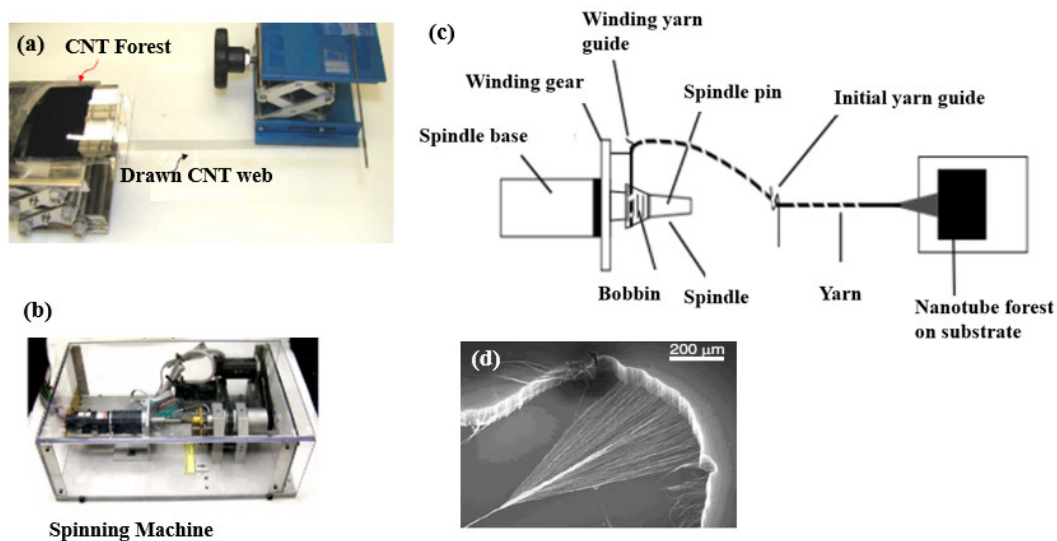 (a)
CNT Forest
Drawn CNT web
(b)
Spinning Machine
(c)
Winding yarn
guide
Winding gear
Spindle pin
Initial yarn guide
Spindle base
Bobbin
Spindle
Yarn
Nanotube forest
on substrate
(d)
200 μm